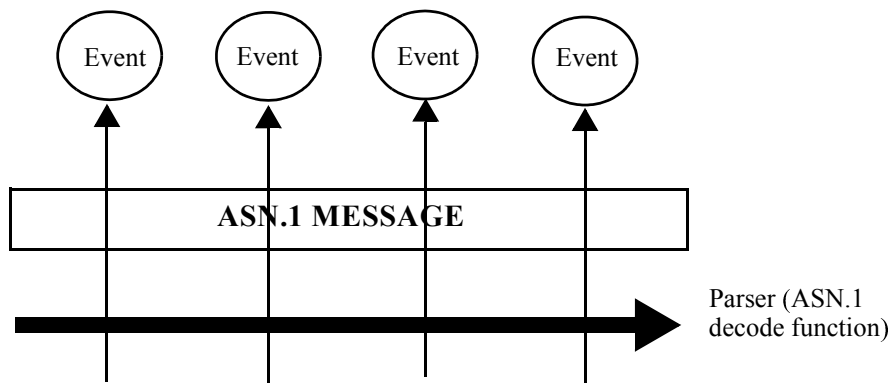 Event Event Event Event
ASN.1 MESSAGE
Parser (ASN.1
decode function)